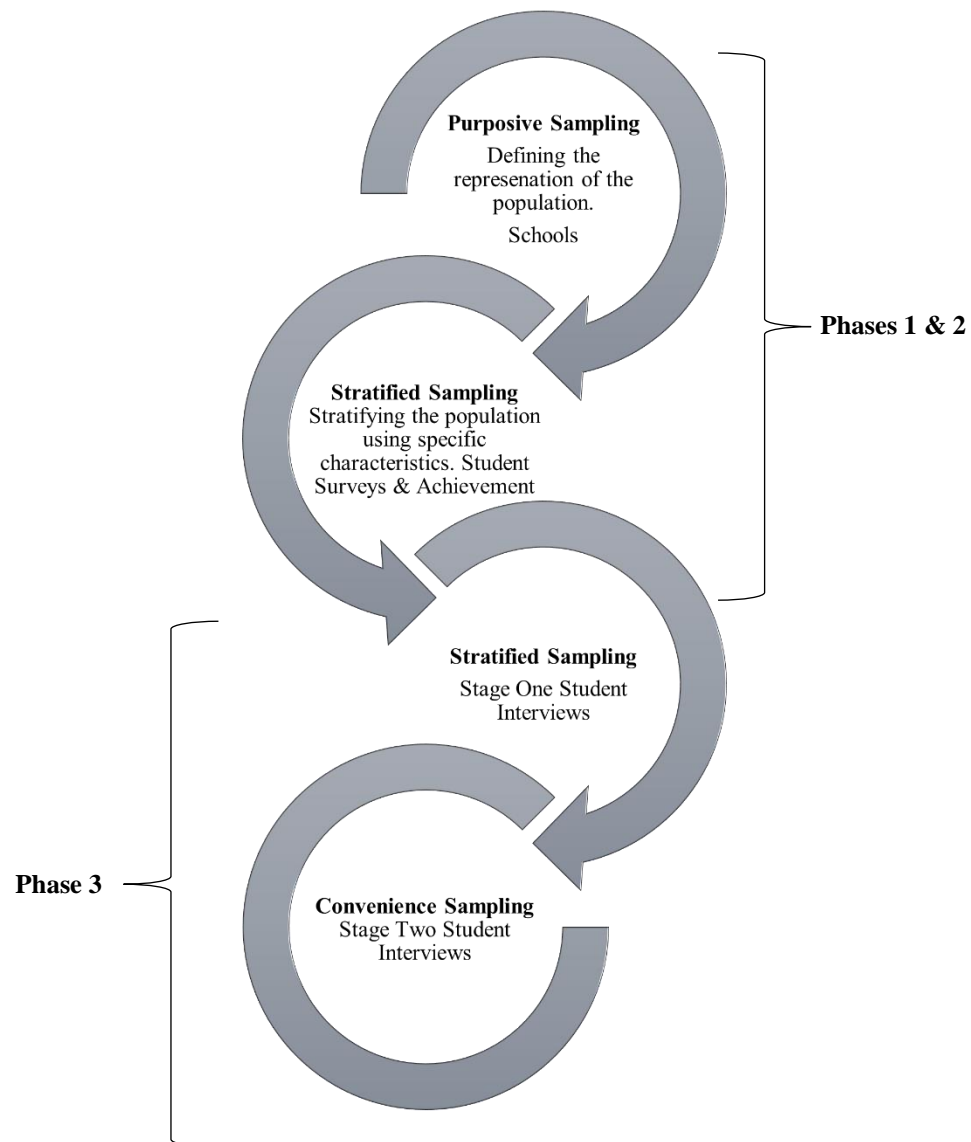 Purposive Sampling
Defining the
represenation of the
population.
Schools
Phases 1 & 2
Stratified Sampling
Stratifying the population
using specific
characteristics. Student
Surveys & Achievement
Stratified Sampling
Stage One Student
Interviews
Phase 3
Convenience Sampling
Stage Two Student
Interviews